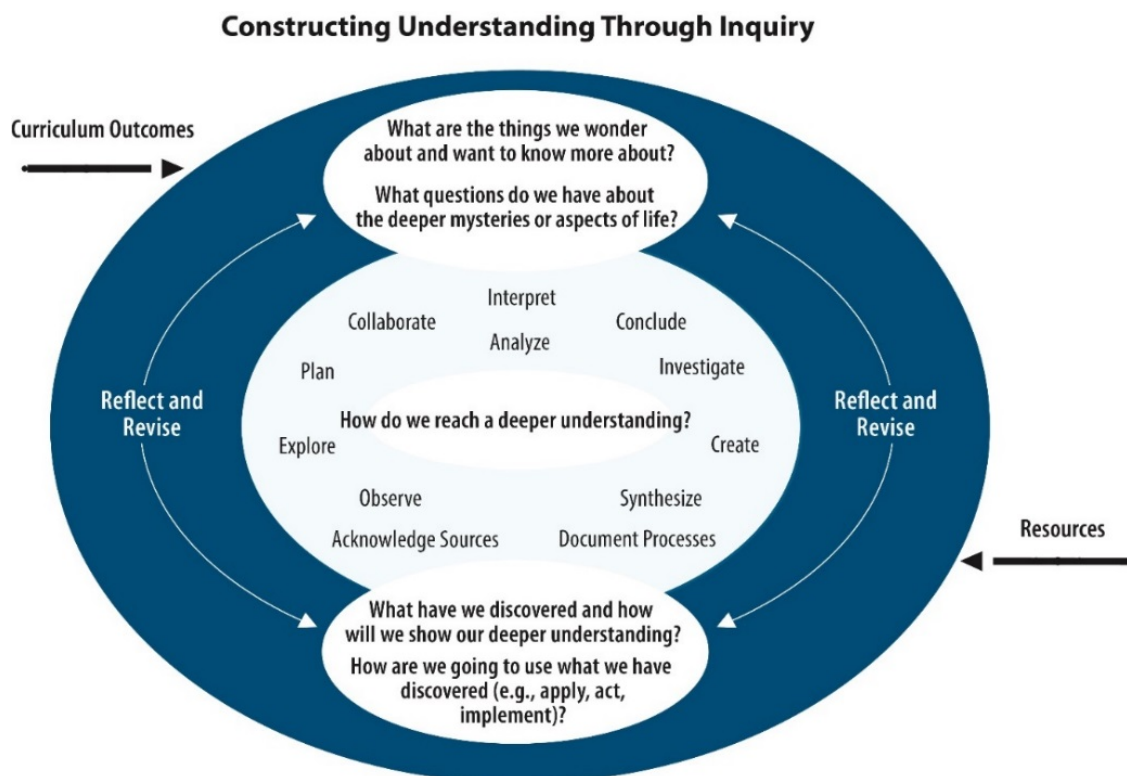 Constructing Understanding Through Inquiry
Curriculum Outcomes
What are the things we wonder
about and want to know more about?
What questions do we have about
the deeper mysteries or aspects of life?
Interpret
Collaborate
Conclude
Analyze
Plan
Investigate
Reflect and
Revise
How do we reach a deeper understanding?
Reflect and
Revise
Explore
Create
Observe
Synthesize
Acknowledge Sources
Document Processes
Resources
What have we discovered and how
will we show our deeper understanding?
How are we going to use what we have
discovered (e.g., apply, act,
implement)?